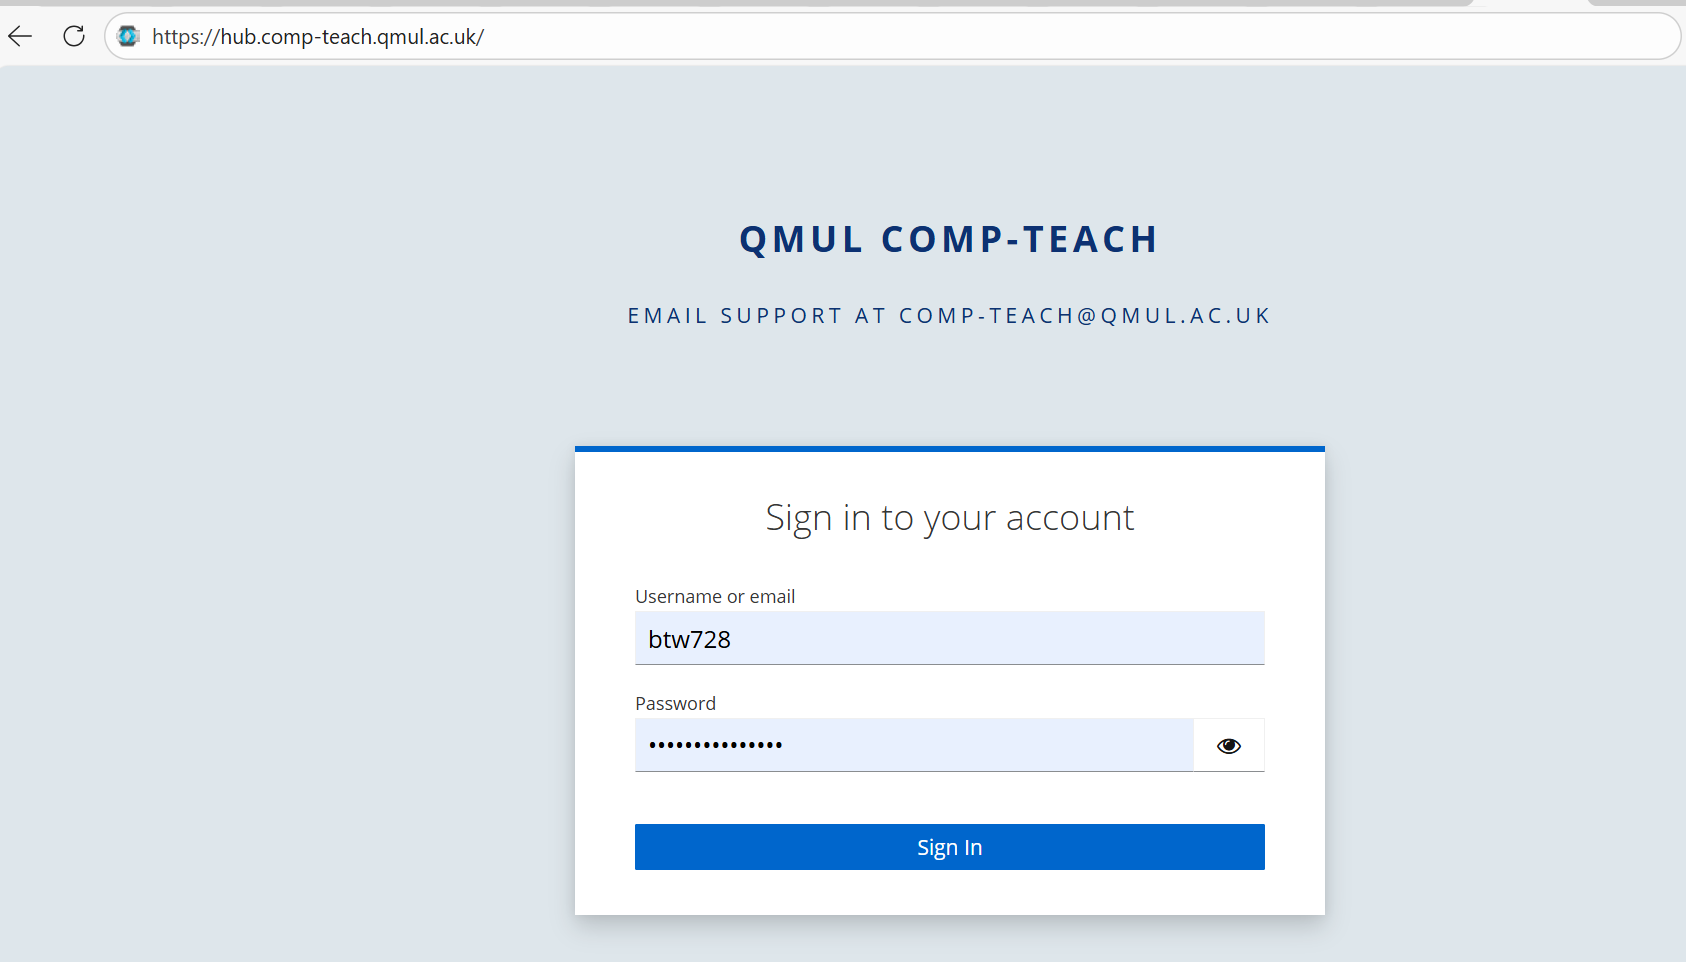 https://hub.comp-teach.qmul.ac.uk/
QMUL COMP-TEACH
EMAIL SUPPORT AT COMP-TEACH@QMUL.AC.UK
Sign in to your account
Username or email
btw728
Password
•••••••••••••••
Sign In